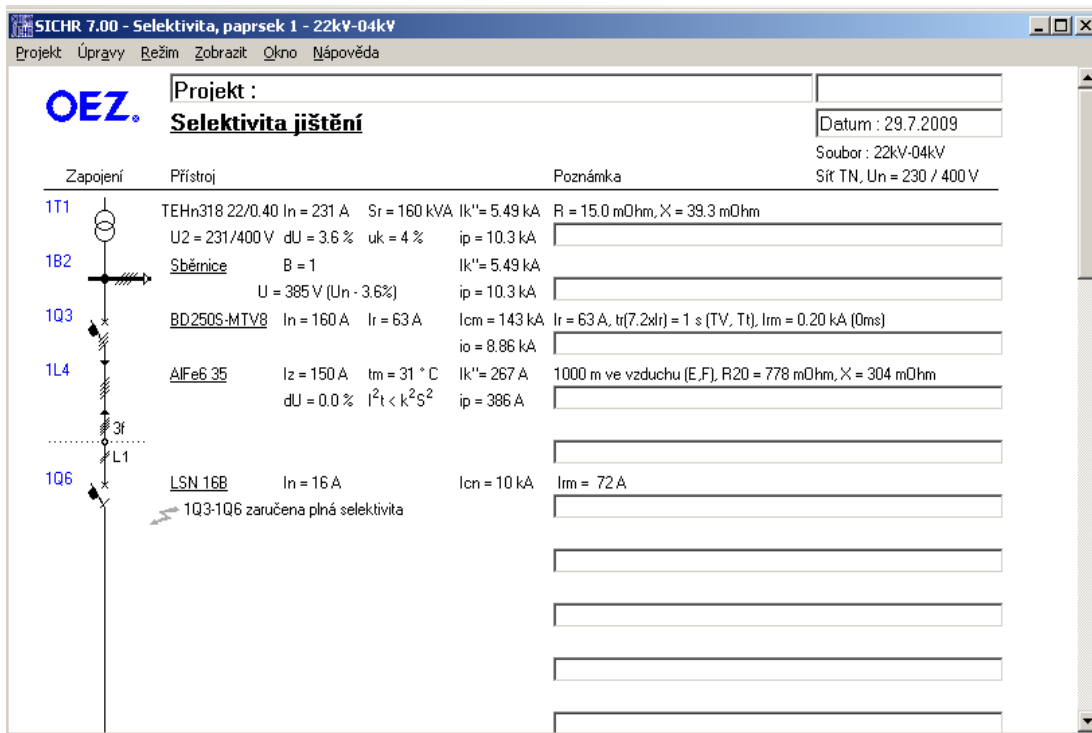 SICHR 7.00 - Selektivita, paprsek 1 - 22kV-04kV
Projekt Úpravy Režim Zobrazit Okno Nápověda
OEZ.
Projekt :
Selektivita jištění
Datum : 29.7.2009
Soubor : 22kV-04kV
Zapojení Přístroj Poznámka Síť TN, Un = 230 / 400 V
1T1 TEHn318 22/0.40 In = 231 A Sr = 160 kVA Ik''= 5.49 kA R = 15.0 mOhm, X = 39.3 mOhm
U2 = 231/400 V dU = 3.6 % uk = 4 % ip = 10.3 kA
1B2 Sběrnice B = 1 Ik''= 5.49 kA
U = 385 V (Un - 3.6%) ip = 10.3 kA
1Q3 BD250S-MTV8 In = 160 A Ir = 63 A Icm = 143 kA Ir = 63 A, tr(7.2xIr) = 1 s (TV, Tt), Irm = 0.20 kA (0ms)
io = 8.86 kA
1L4 AlFe6 35 Iz = 150 A tm = 31 °C Ik''= 267 A 1000 m ve vzduchu (E,F), R20 = 778 mOhm, X = 304 mOhm
dU = 0.0 % I²t < k²S² ip = 386 A
3f
L1
1Q6 LSN 16B In = 16 A Icn = 10 kA Irm = 72 A
1Q3-1Q6 zaručena plná selektivita